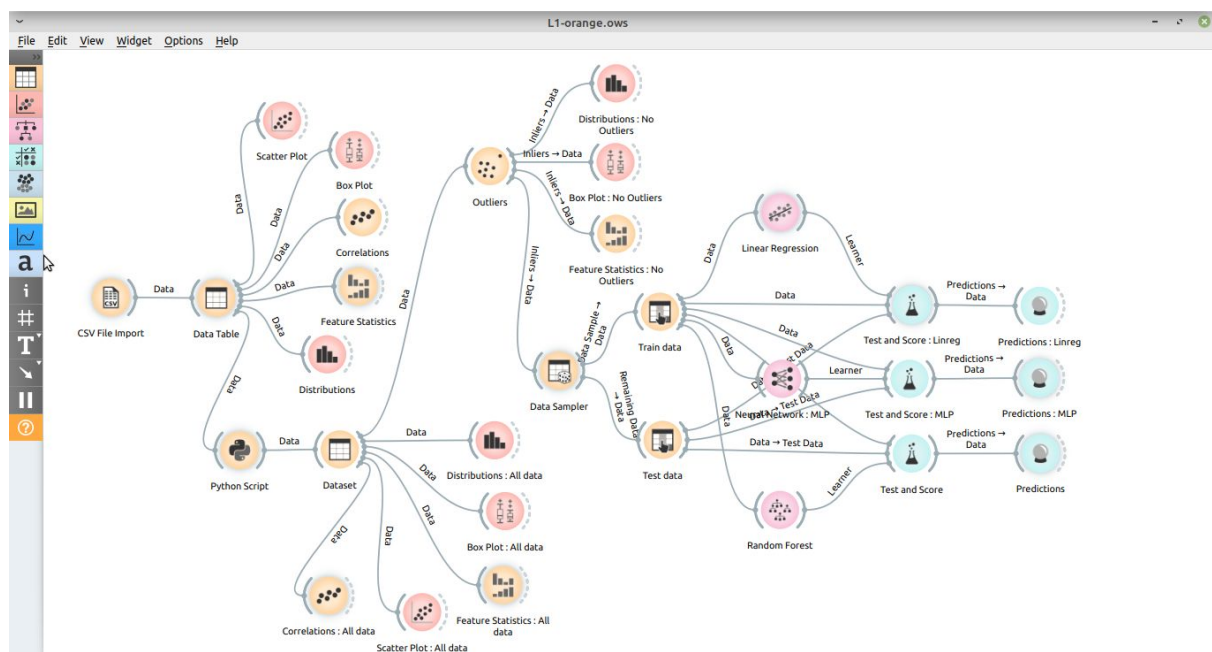 L1-orange.ows
File Edit View Widget Options Help
Distributions : No
Outliers
Scatter Plot
Inliers → Data
Inliers → Data
Box Plot
Outliers
Box Plot : No Outliers
Inliers → Data
Data
Data
Correlations
Data
Linear Regression
Learner
Data
Inliers → Data
Feature Statistics : No
Outliers
CSV File Import
Data
Data Table
Data
Feature Statistics
Data
Data
Distributions
Data
Data Sample →
Data
Train data
Data
Test and Score : Linreg
Predictions →
Data
Predictions : Linreg
Data
Data
Data Sampler
Learner
Neural Network : MLP
Test and Score : MLP
Predictions →
Data
Predictions : MLP
Remaining Data
→ Data
Data → Test Data
Data
Python Script
Data
Dataset
Data
Distributions : All data
Test data
Data → Test Data
Test and Score
Predictions →
Data
Predictions
Data
Data
Box Plot : All data
Learner
Random Forest
Data
Data
Correlations : All data
Scatter Plot : All data
Feature Statistics : All
data
a
i
#
T
?